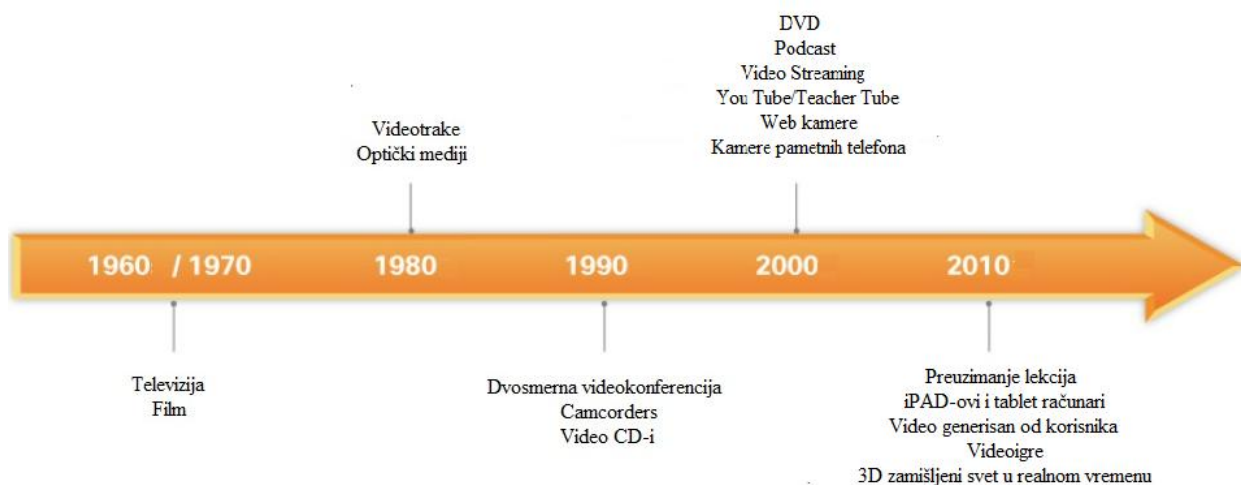 DVD
Podcast
Video Streaming
You Tube/Teacher Tube
Web kamere
Kamere pametnih telefona
Videotrake
Optički mediji
1960 / 1970
1980
1990
2000
2010
Televizija
Film
Dvosmerna videokonferencija
Camcorders
Video CD-i
Preuzimanje lekcija
iPAD-ovi i tablet računari
Video generisan od korisnika
Videoigre
3D zamišljeni svet u realnom vremenu